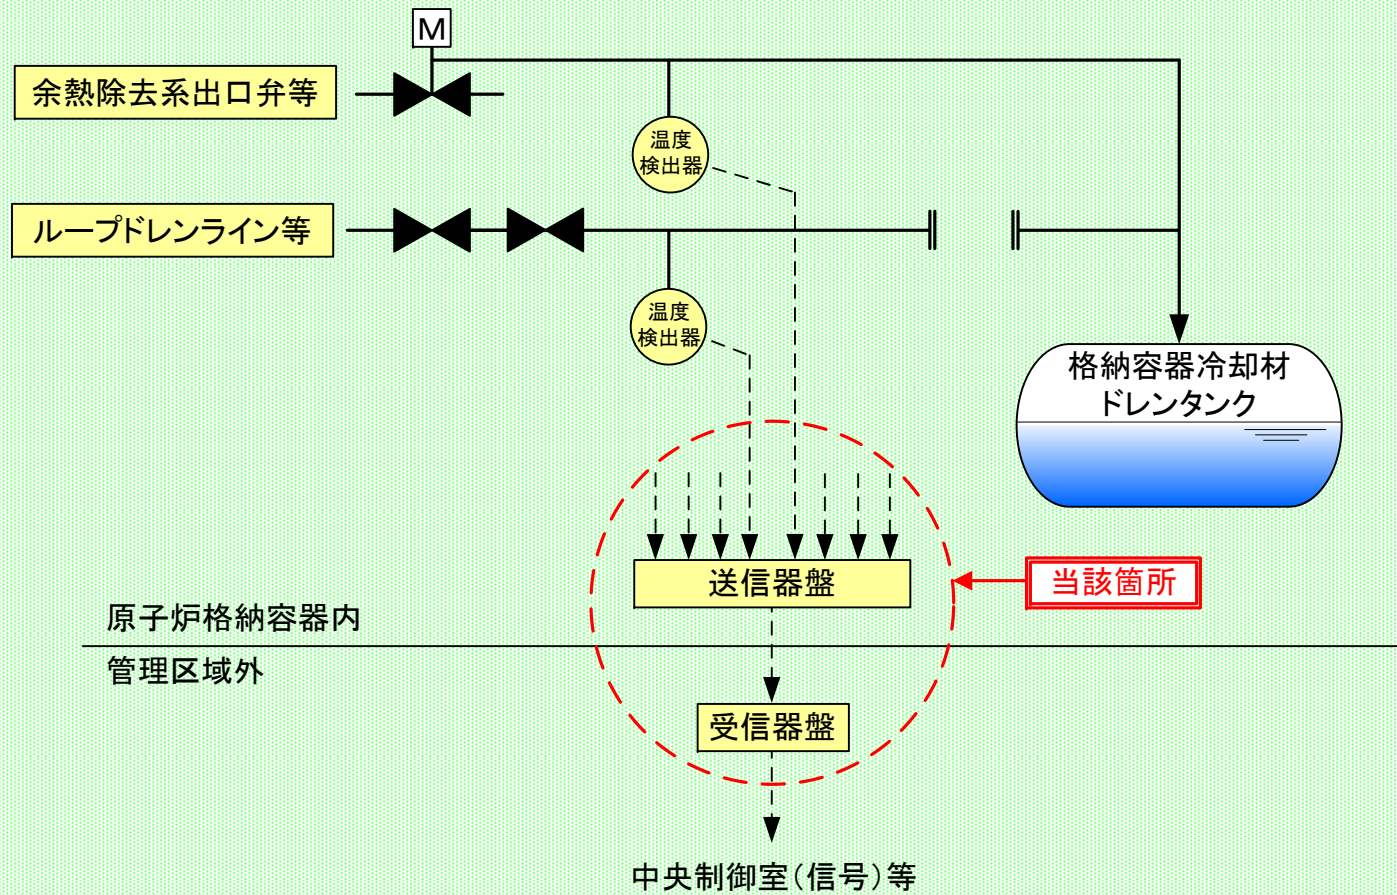 M
余熱除去系出口弁等
温度
検出器
ループドレンライン等
温度
検出器
格納容器冷却材
ドレンタンク
送信器盤
当該箇所
原子炉格納容器内
管理区域外
受信器盤
中央制御室(信号)等